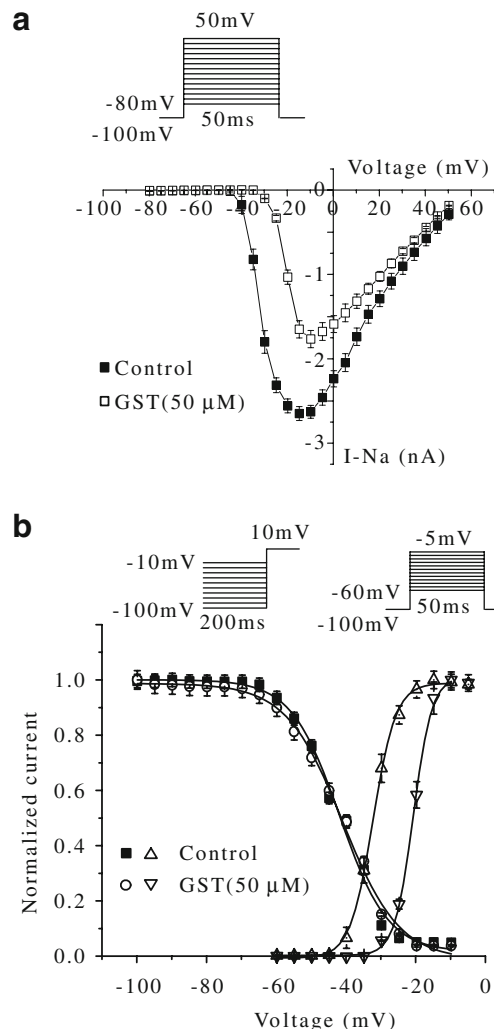 a
50mV
-80mV
50ms
-100mV
Voltage (mV)
-100 -80 -60 -40 -20 0 20 40 60
0
-1
-2
-3
Control
GST(50 μM)
I-Na (nA)
b
10mV
-5mV
-10mV
-60mV
-100mV
50ms
200ms
-100mV
1.0
0.8
0.6
0.4
0.2
0.0
Normalized current
Control
GST(50 μM)
-100 -80 -60 -40 -20 0
Voltage (mV)